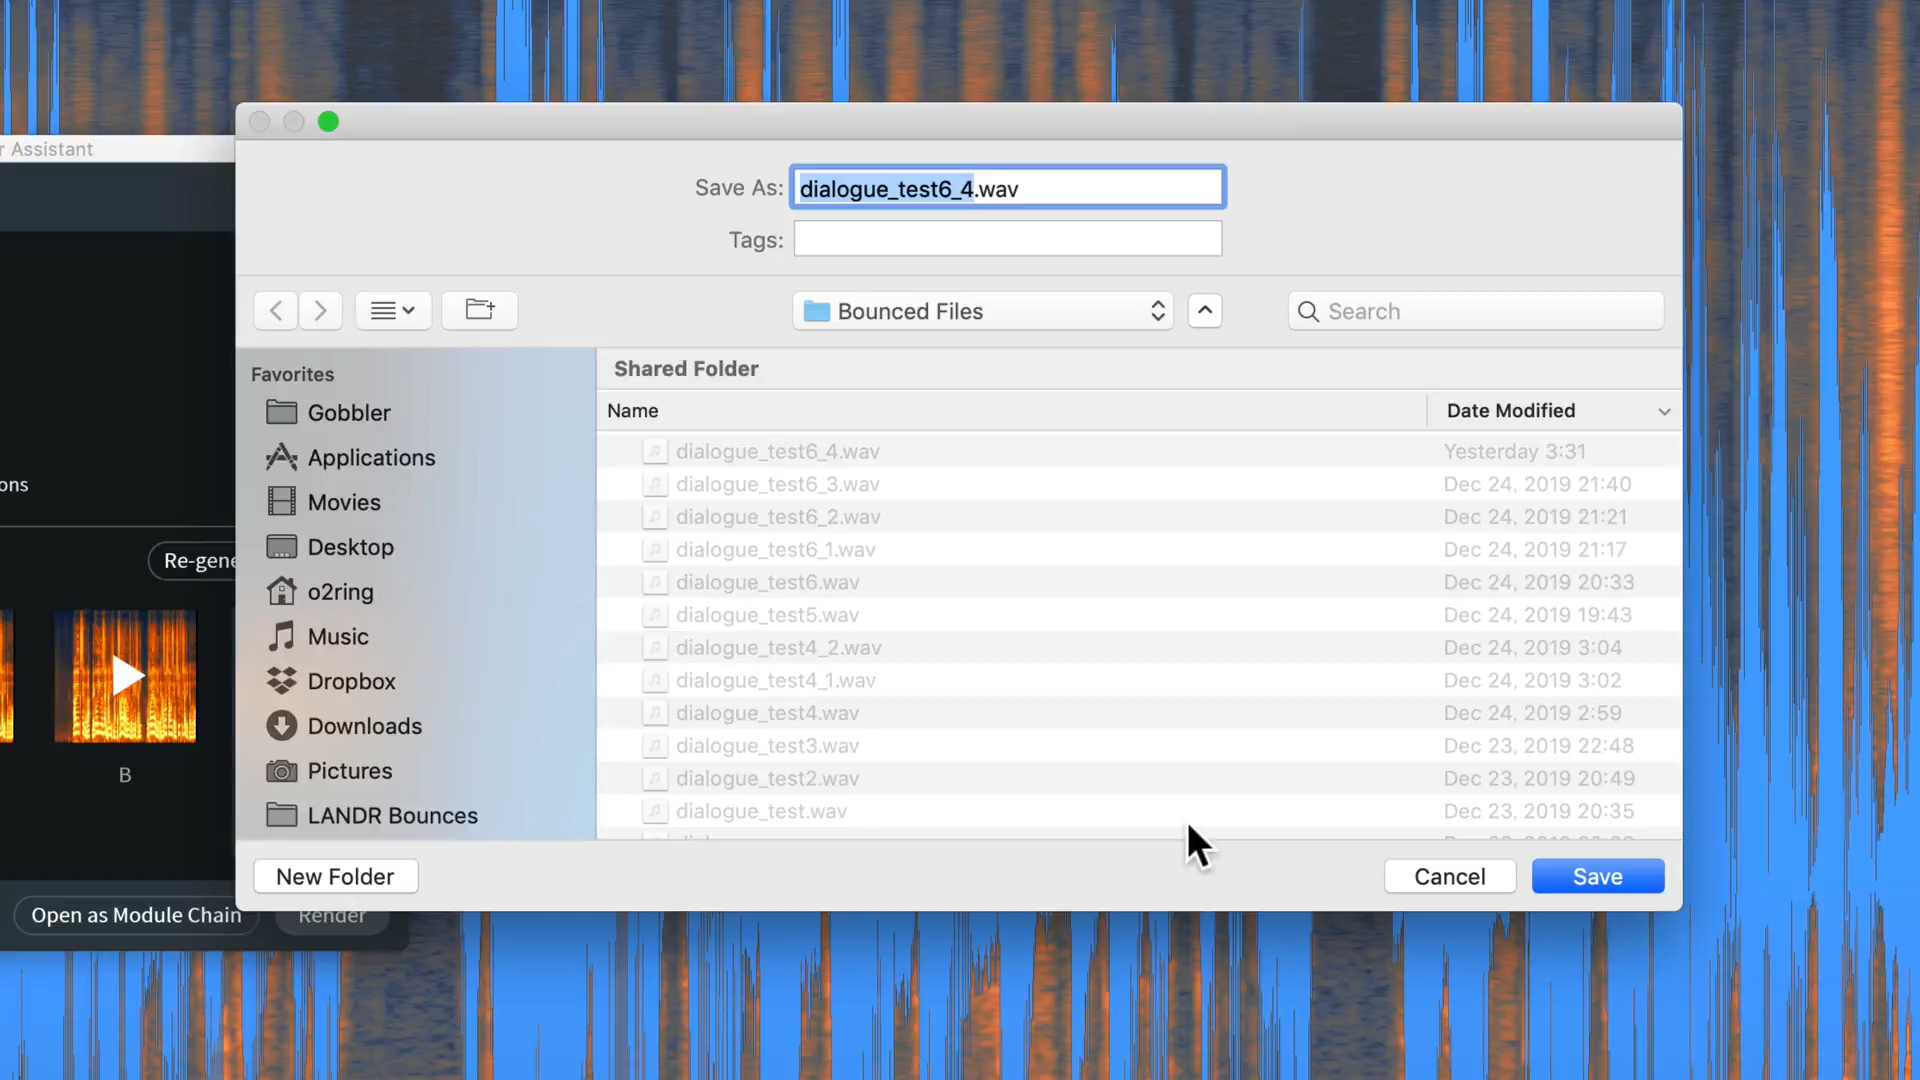 r Assistant
Save As: dialogue_test6_4.wav
Tags:
Bounced Files
Search
Favorites
Gobbler
Applications
Movies
Desktop
o2ring
Music
Dropbox
Downloads
Pictures
LANDR Bounces
Shared Folder
Name Date Modified
dialogue_test6_4.wav Yesterday 3:31
dialogue_test6_3.wav Dec 24, 2019 21:40
dialogue_test6_2.wav Dec 24, 2019 21:21
dialogue_test6_1.wav Dec 24, 2019 21:17
dialogue_test6.wav Dec 24, 2019 20:33
dialogue_test5.wav Dec 24, 2019 19:43
dialogue_test4_2.wav Dec 24, 2019 3:04
dialogue_test4_1.wav Dec 24, 2019 3:02
dialogue_test4.wav Dec 24, 2019 2:59
dialogue_test3.wav Dec 23, 2019 22:48
dialogue_test2.wav Dec 23, 2019 20:49
dialogue_test.wav Dec 23, 2019 20:35
ons
Re-gene
B
New Folder
Cancel
Save
Open as Module Chain
Render